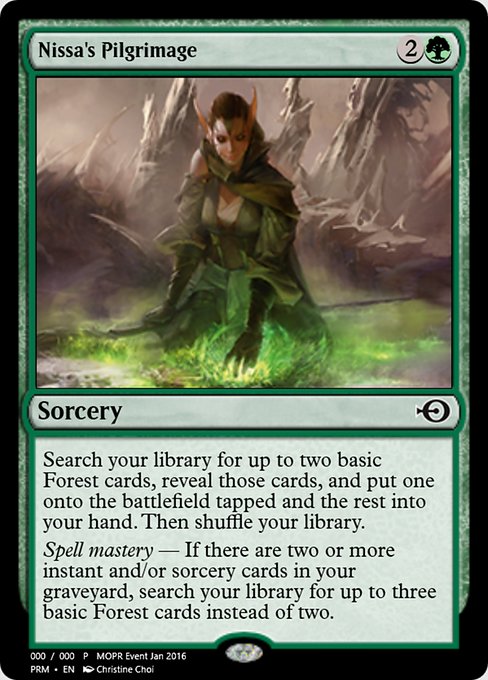 Nissa's Pilgrimage 2
Sorcery
Search your library for up to two basic
Forest cards, reveal those cards, and put one
onto the battlefield tapped and the rest into
your hand. Then shuffle your library.
Spell mastery — If there are two or more
instant and/or sorcery cards in your
graveyard, search your library for up to three
basic Forest cards instead of two.
000 / 000 P MOPR Event Jan 2016
PRM • EN Christine Choi